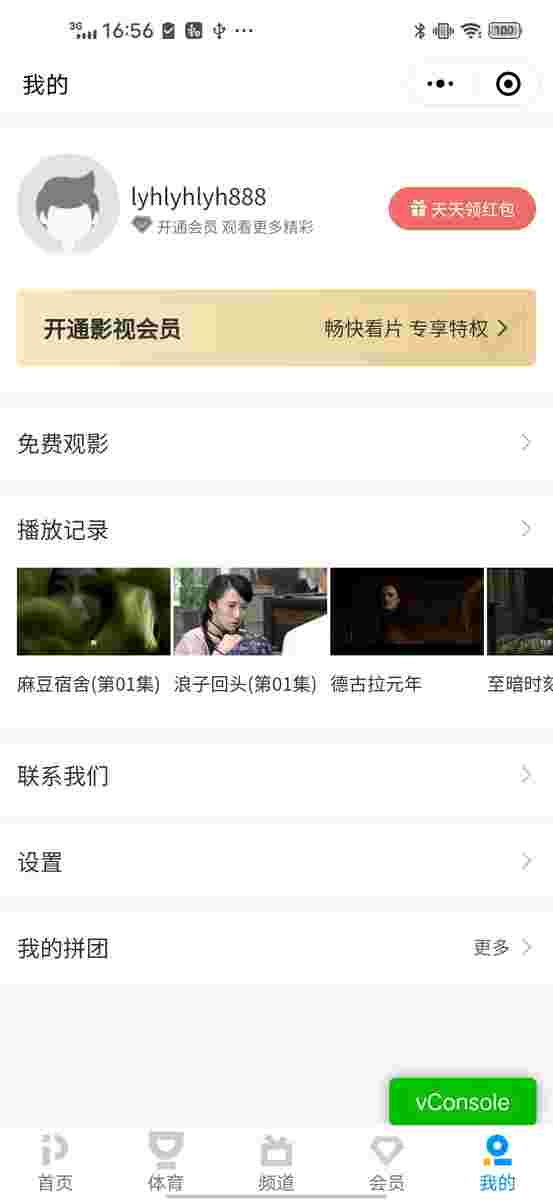 3G 16:56 100
我的
lyhlyhlyh888
开通会员 观看更多精彩
天天领红包
开通影视会员 畅快看片 专享特权
免费观影
播放记录
麻豆宿舍(第01集) 浪子回头(第01集) 德古拉元年 至暗时刻
联系我们
设置
我的拼团 更多
vConsole
首页 体育 频道 会员 我的